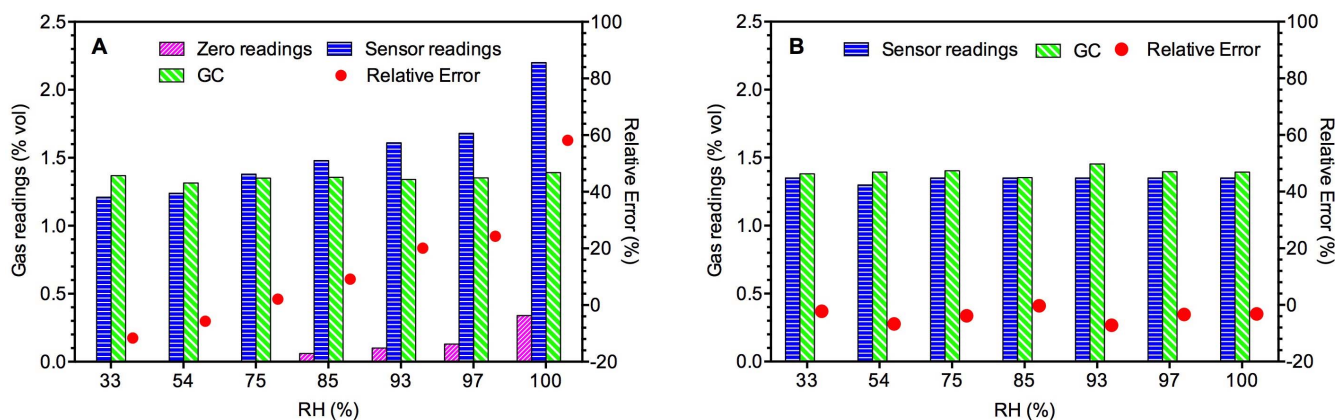 A
Zero readings
Sensor readings
GC
Relative Error
Gas readings (% vol)
2.5
2.0
1.5
1.0
0.5
0.0
100
80
60
40
20
0
-20
Relative Error (%)
33 54 75 85 93 97 100
RH (%)
B
Sensor readings
GC
Relative Error
Gas readings (% vol)
2.5
2.0
1.5
1.0
0.5
0.0
100
80
60
40
20
0
-20
Relative Error (%)
33 54 75 85 93 97 100
RH (%)